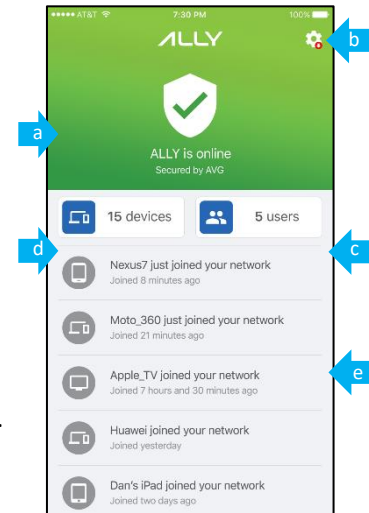 ●●●●● AT&T 7:30 PM 100%
ALLY
b
a
ALLY is online
Secured by AVG
15 devices 5 users
d
c
Nexus7 just joined your network
Joined 8 minutes ago
Moto_360 just joined your network
Joined 21 minutes ago
Apple_TV joined your network
e
Joined 7 hours and 30 minutes ago
Huawei joined your network
Joined yesterday
.
Dan's iPad joined your network
Joined two days ago